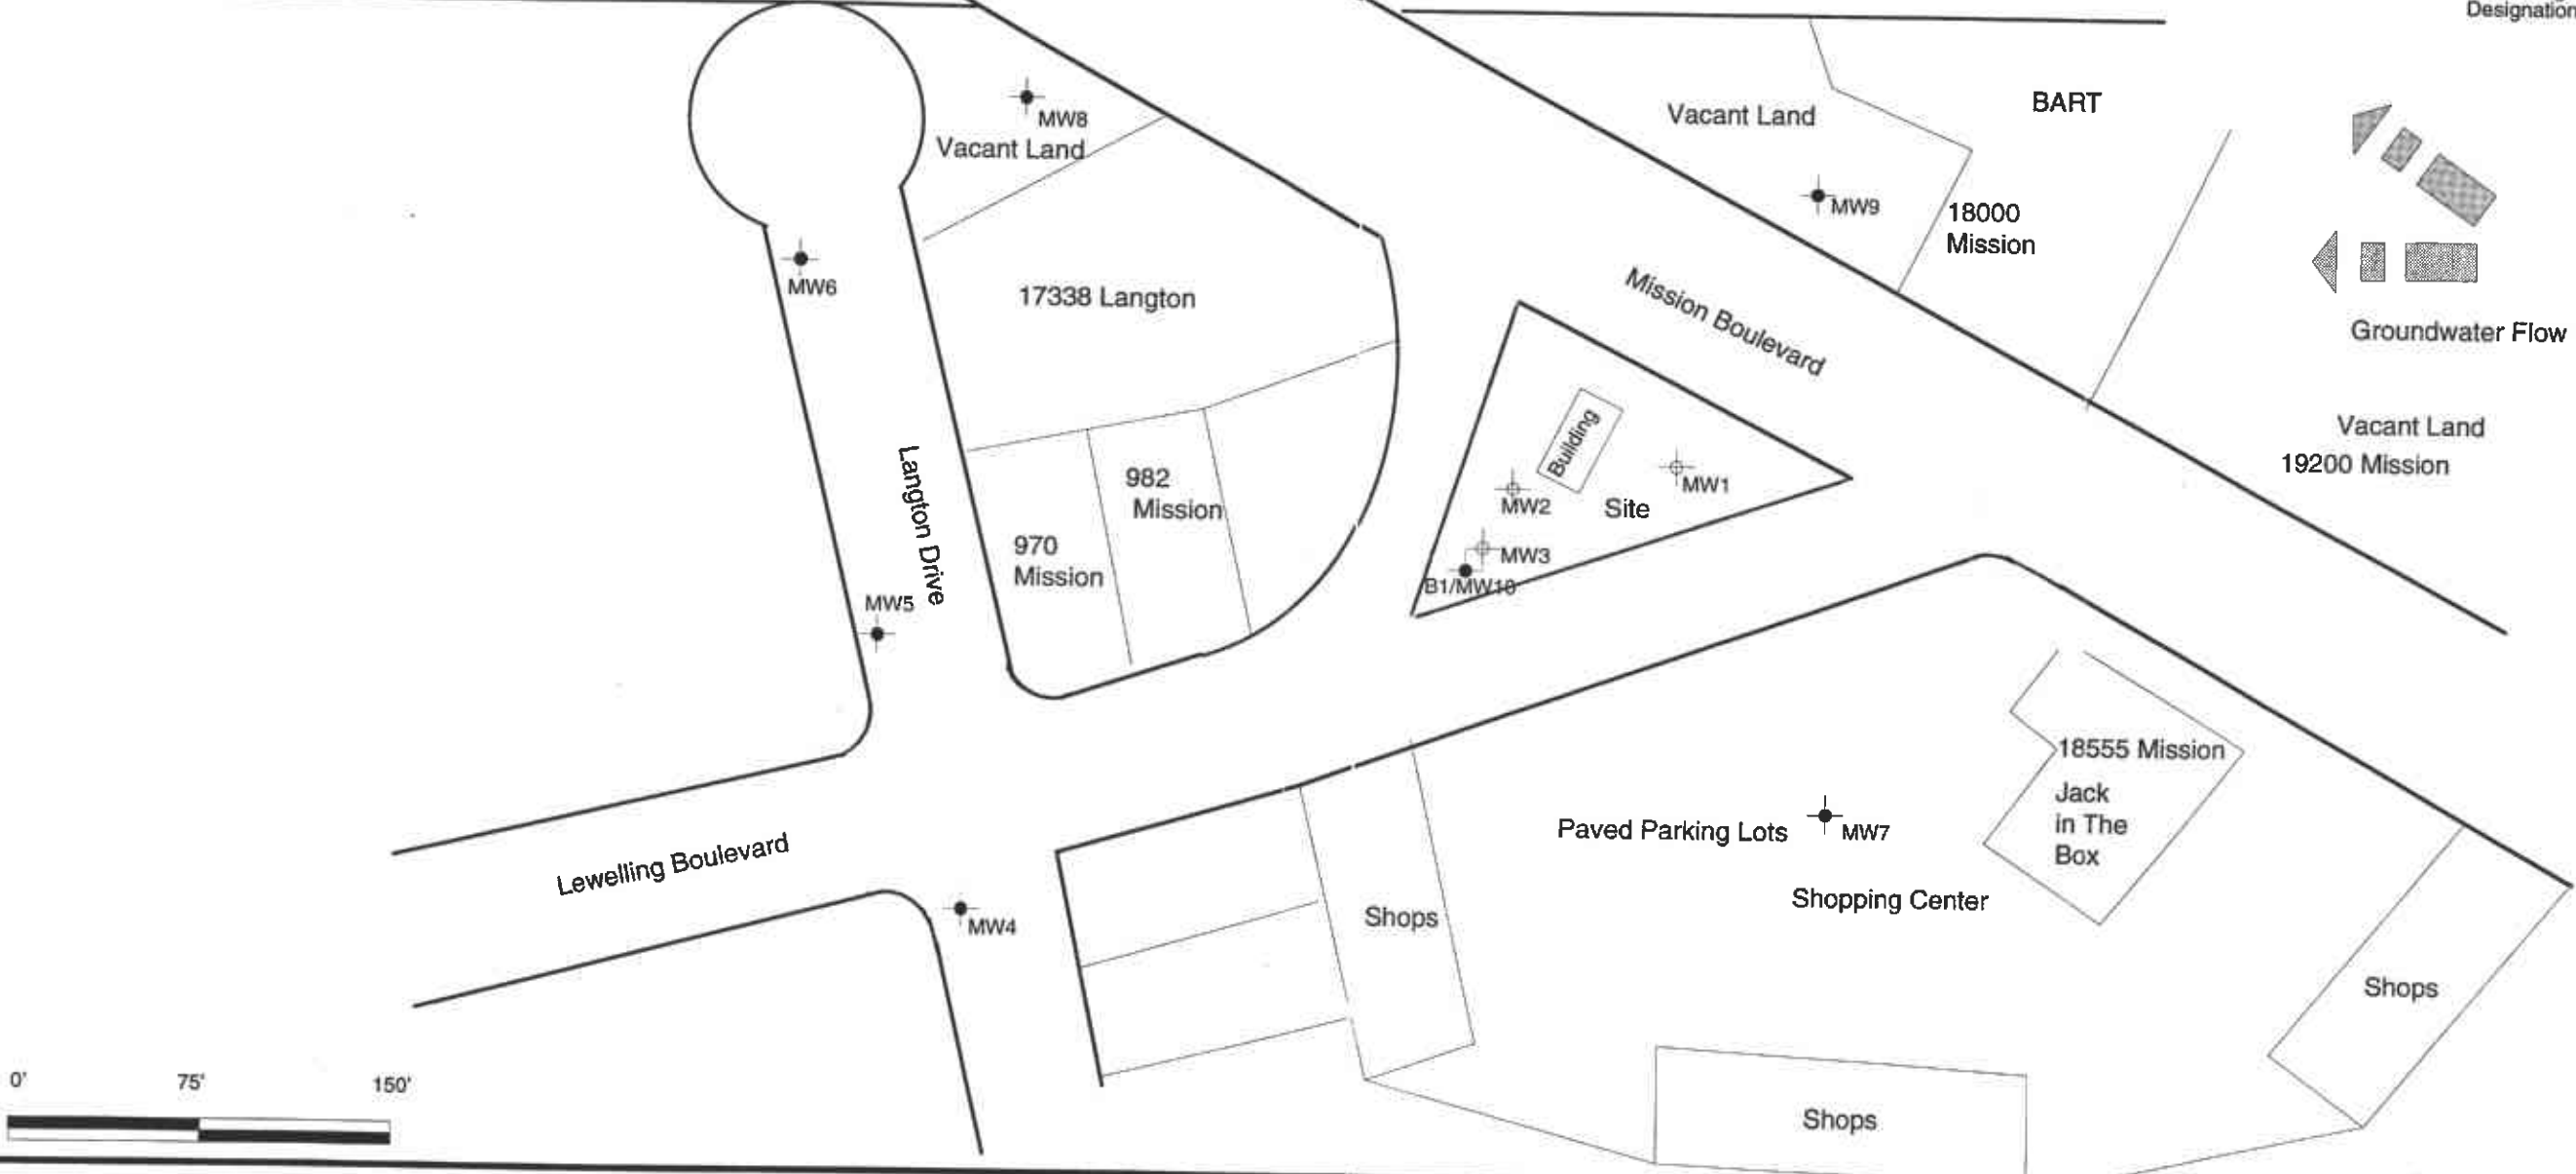 Designation
MW8
Vacant Land
Vacant Land
BART
MW9
18000
Mission
MW6
17338 Langton
Mission Boulevard
Groundwater Flow
Vacant Land
19200 Mission
Building
Langton Drive
982
Mission
MW1
MW2
Site
970
Mission
MW3
B1/MW10
MW5
18555 Mission
Jack
in The
Box
Paved Parking Lots
MW7
Lewelling Boulevard
Shopping Center
MW4
Shops
Shops
0'
75'
150'
Shops